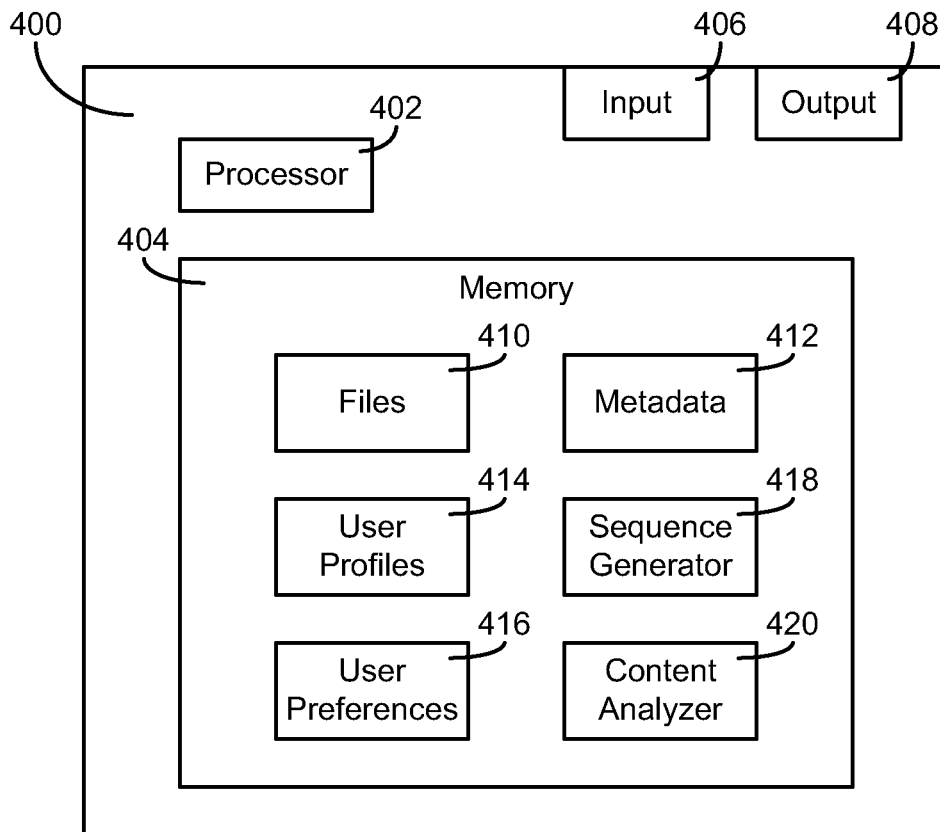 400
406
408
Input
Output
402
Processor
404
Memory
410
412
Files
Metadata
414
418
User
Profiles
Sequence
Generator
416
420
User
Preferences
Content
Analyzer